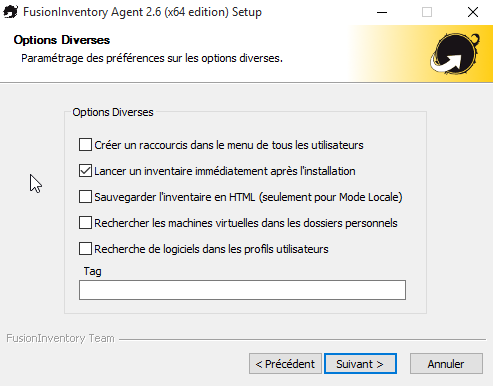 FusionInventory Agent 2.6 (x64 edition) Setup
Options Diverses
Paramétrage des préférences sur les options diverses.
Options Diverses
Créer un raccourcis dans le menu de tous les utilisateurs
Lancer un inventaire immédiatement après l'installation
Sauvegarder l'inventaire en HTML (seulement pour Mode Locale)
Rechercher les machines virtuelles dans les dossiers personnels
Recherche de logiciels dans les profils utilisateurs
Tag
FusionInventory Team
< Précédent Suivant > Annuler